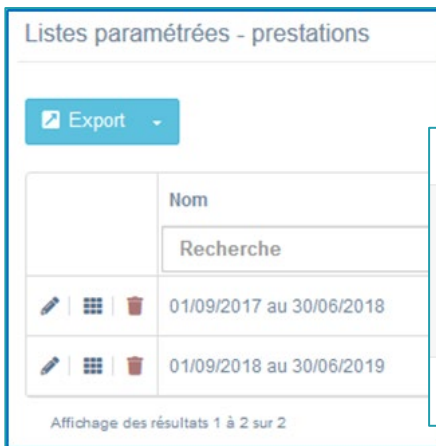 Listes paramétrées - prestations
Export
Nom
Recherche
01/09/2017 au 30/06/2018
01/09/2018 au 30/06/2019
Affichage des résultats 1 à 2 sur 2